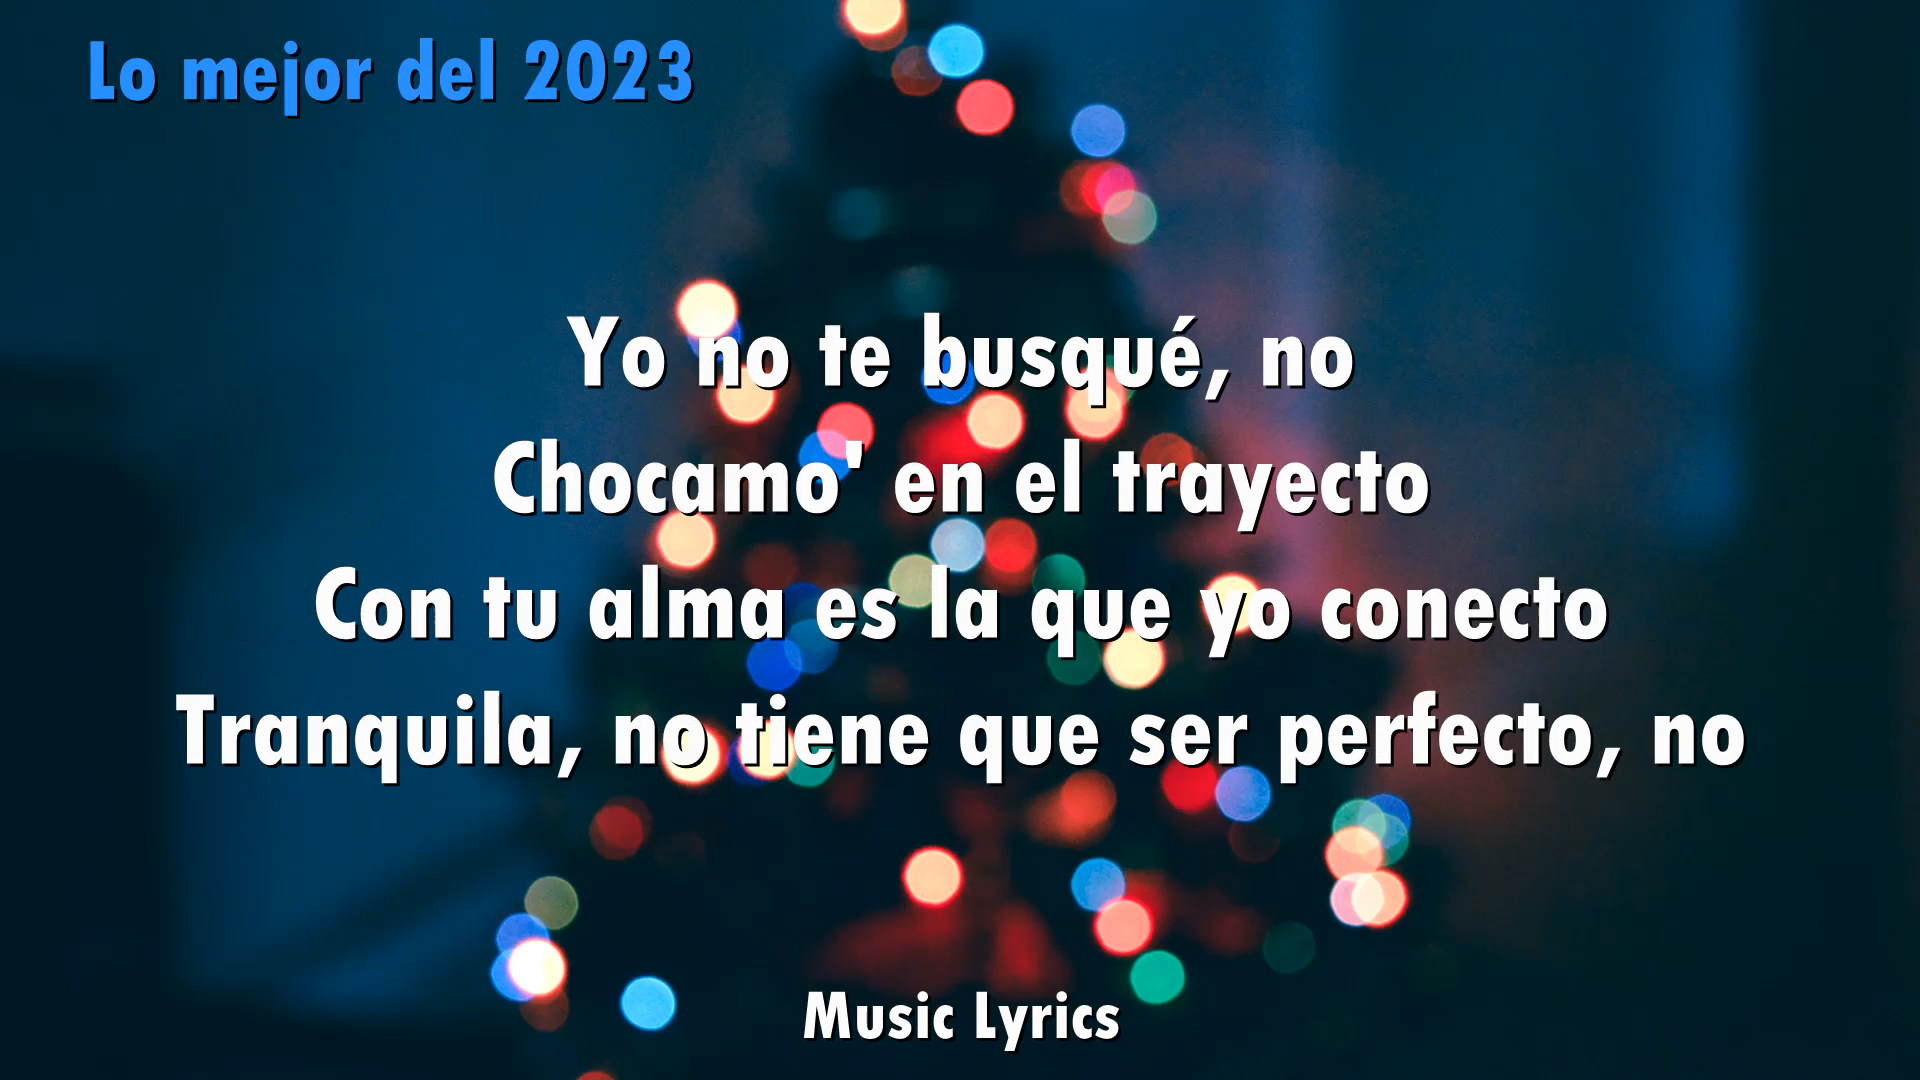 Lo mejor del 2023
Yo no te busqué, no
Chocamo' en el trayecto
Con tu alma es la que yo conecto
Tranquila, no tiene que ser perfecto, no
Music Lyrics